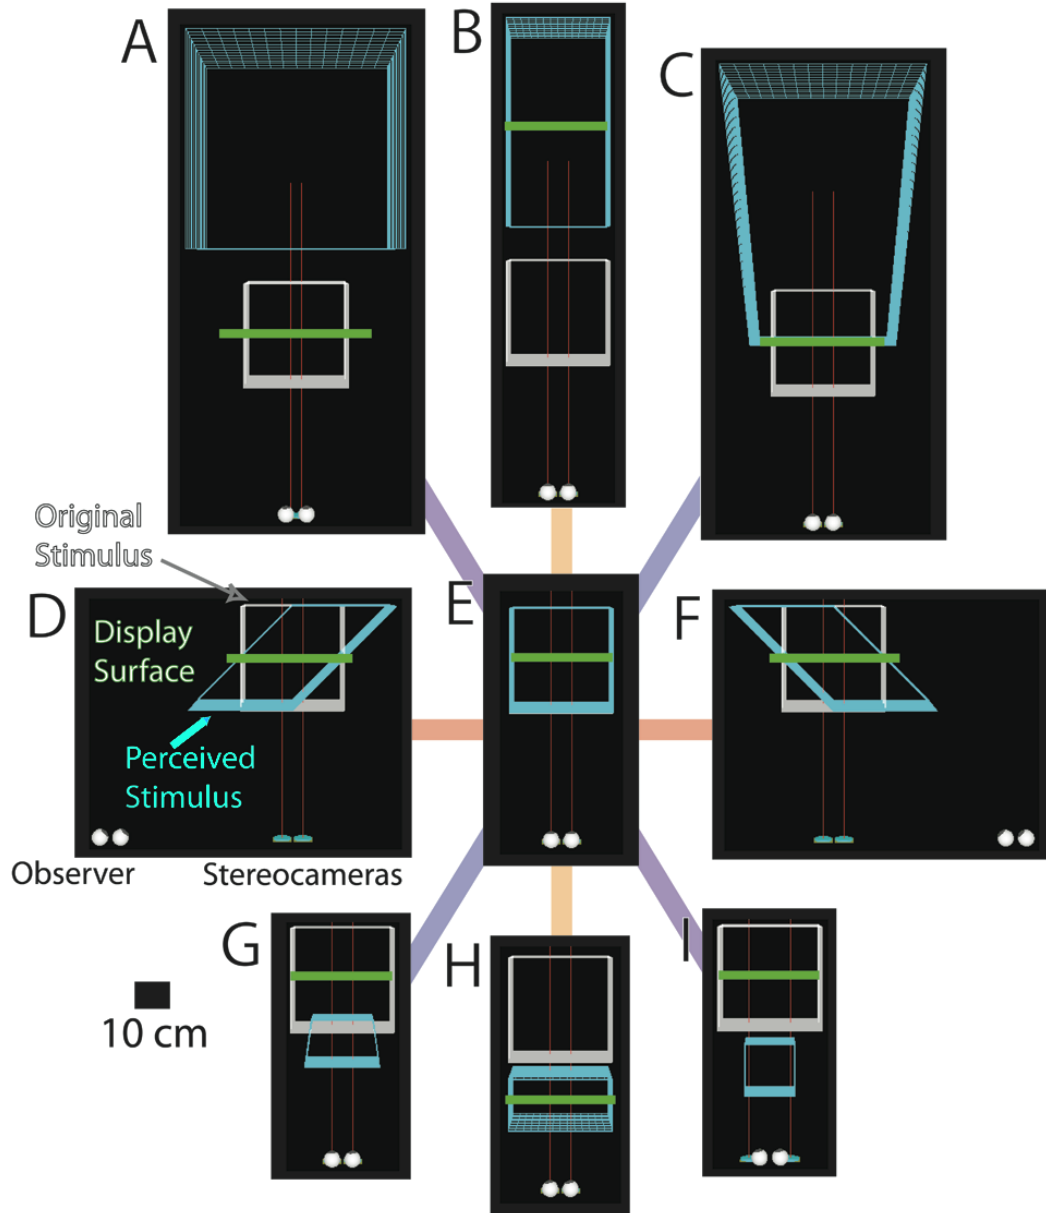 A
B
C
Original
Stimulus
D
Display
Surface
Perceived
Stimulus
E
F
Observer
Stereocameras
G
H
I
10 cm